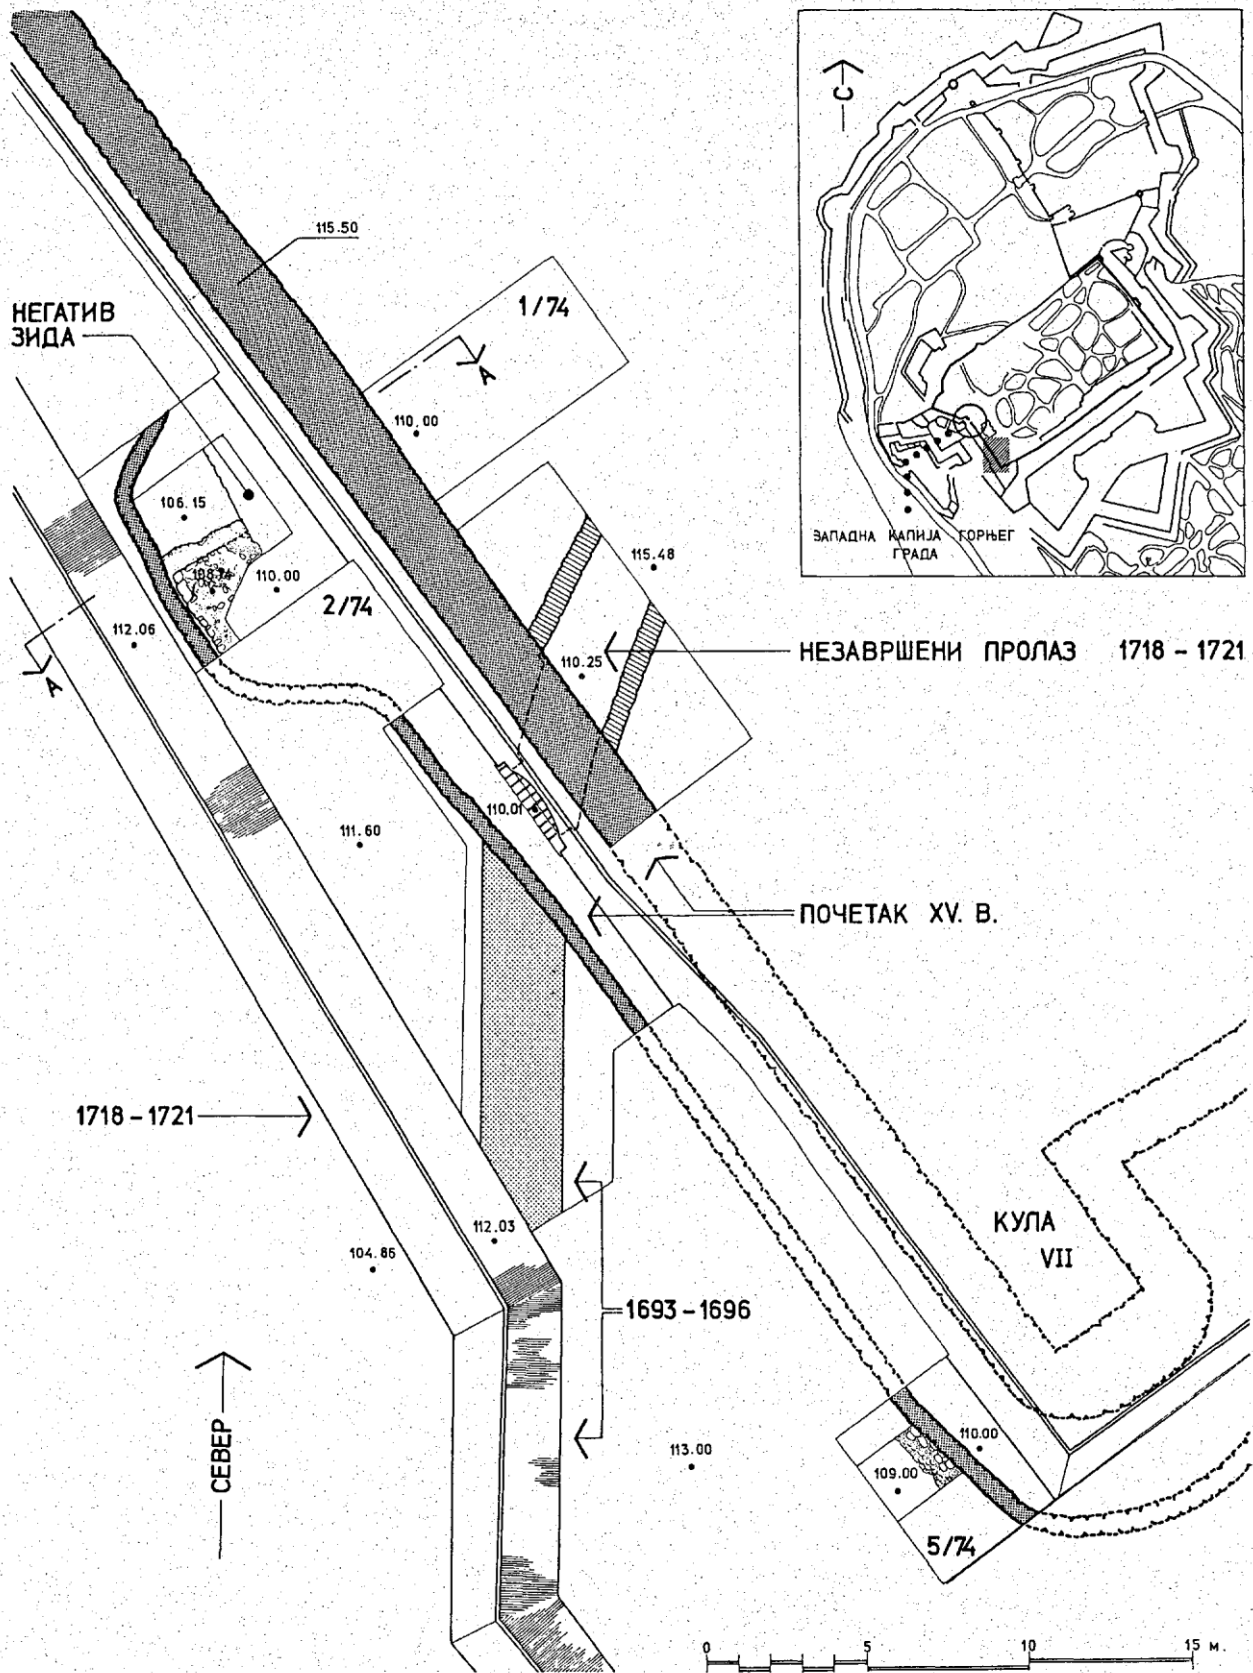 С
ЗАПАДНА КАПИЈА ГОРЊЕГ
ГРАДА
115.50
НЕГАТИВ
ЗИДА
1/74
А
110.00
106.15
115.48
110.00
2/74
112.06
А
110.25
НЕЗАВРШЕНИ ПРОЛАЗ 1718 – 1721
110.01
111.60
ПОЧЕТАК XV. В.
1718 – 1721
112.03
104.85
КУЛА
VII
1693 – 1696
СЕВЕР
113.00
110.00
109.00
5/74
0 5 10 15 м.